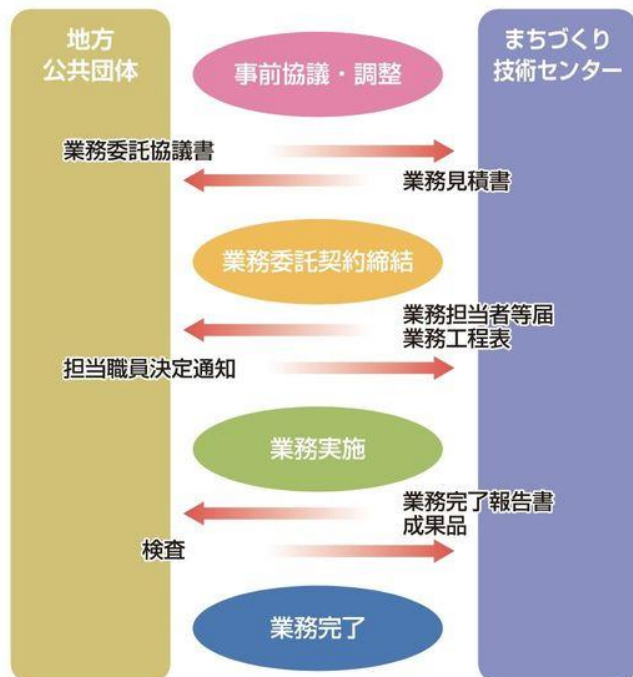 地方
公共団体
まちづくり
技術センター
事前協議・調整
業務委託協議書
業務見積書
業務委託契約締結
業務担当者等届
業務工程表
担当職員決定通知
業務実施
業務完了報告書
成果品
検査
業務完了